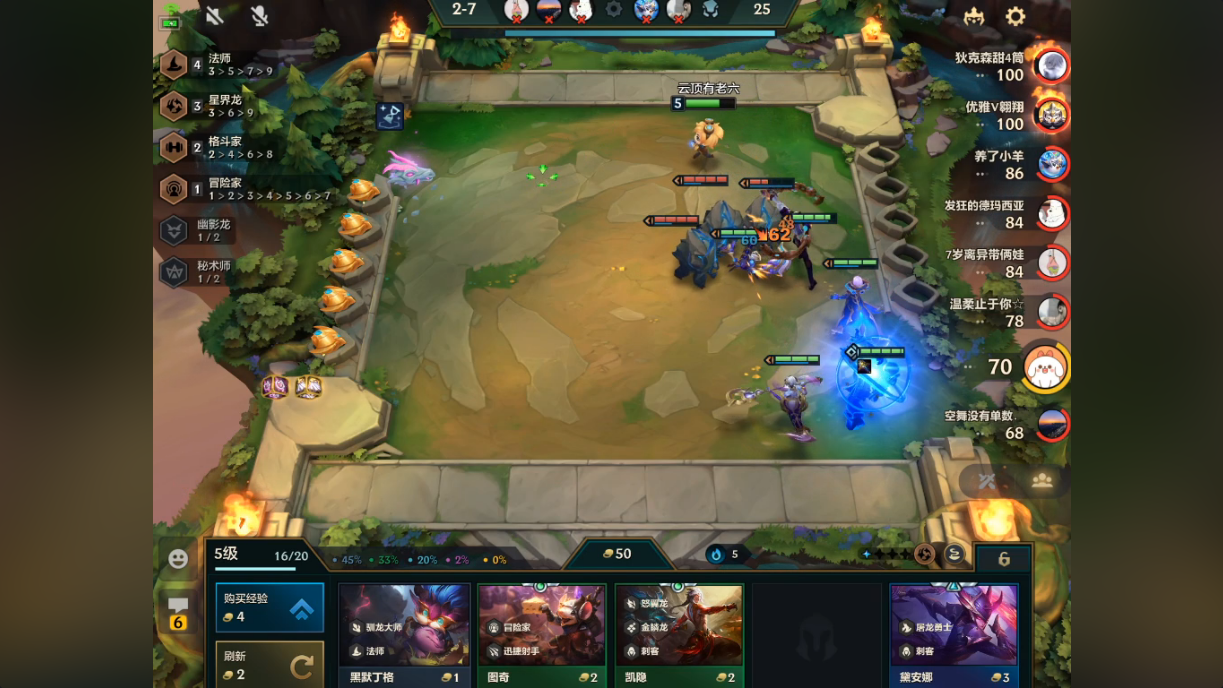 2-7
25
4 法师
3 > 5 > 7 > 9
3 星界龙
3 > 6 > 9
2 格斗家
2 > 4 > 6 > 8
1 冒险家
1 > 2 > 3 > 4 > 5 > 6 > 7
幽影龙
1 / 2
秘术师
1 / 2
云顶有老六
5
62
60
狄克森甜4筒
100
优雅V翱翔
100
养了小羊
86
发狂的德玛西亚
84
7岁离异带俩娃
84
温柔止于你☆
78
70
空舞没有单数.
68
5级
16/20
45% 33% 20% 2% 0%
50
5
6
6
购买经验
4
刷新
2
驯龙大师
法师
黑默丁格 1
冒险家
迅捷射手
图奇 2
怒翼龙
金鳞龙
刺客
凯隐 2
屠龙勇士
刺客
黛安娜 3